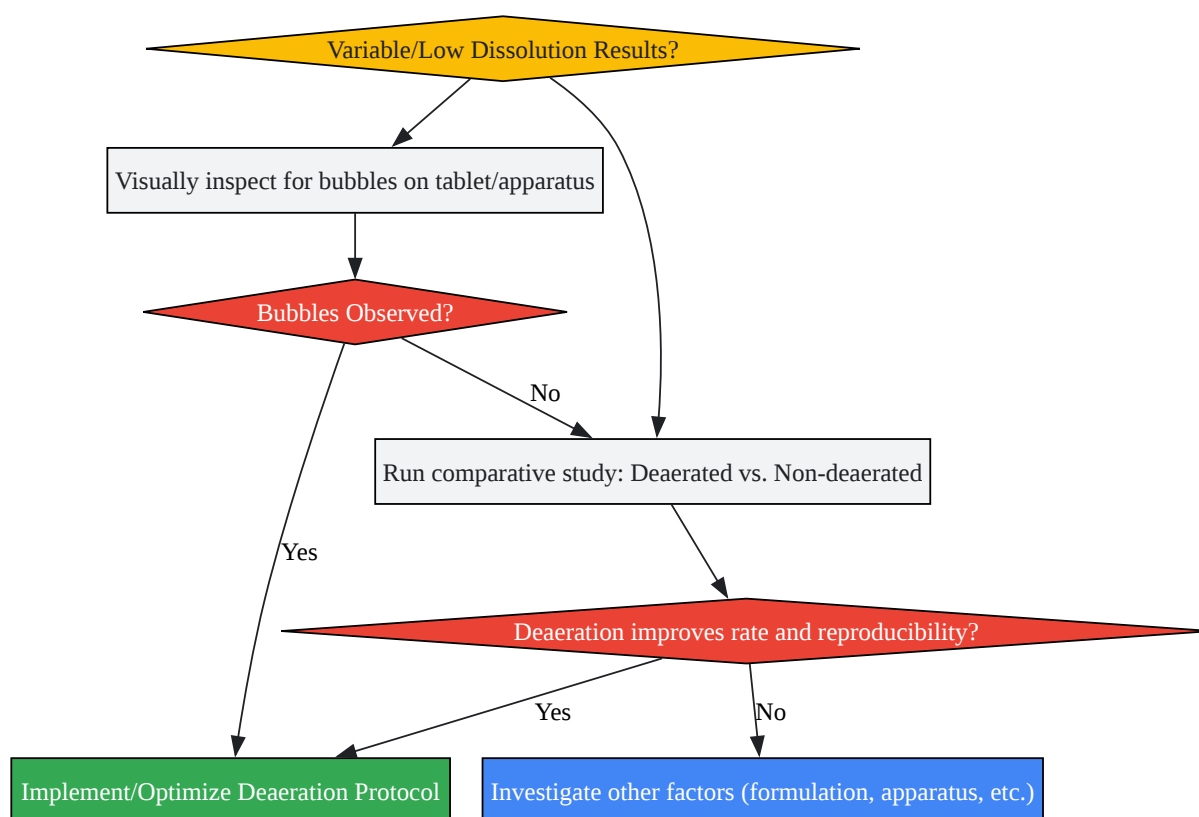 Variable/Low Dissolution Results?
Visually inspect for bubbles on tablet/apparatus
Bubbles Observed?
No
Run comparative study: Deaerated vs. Non-deaerated
Yes
Deaeration improves rate and reproducibility?
Yes
No
Implement/Optimize Deaeration Protocol
Investigate other factors (formulation, apparatus, etc.)